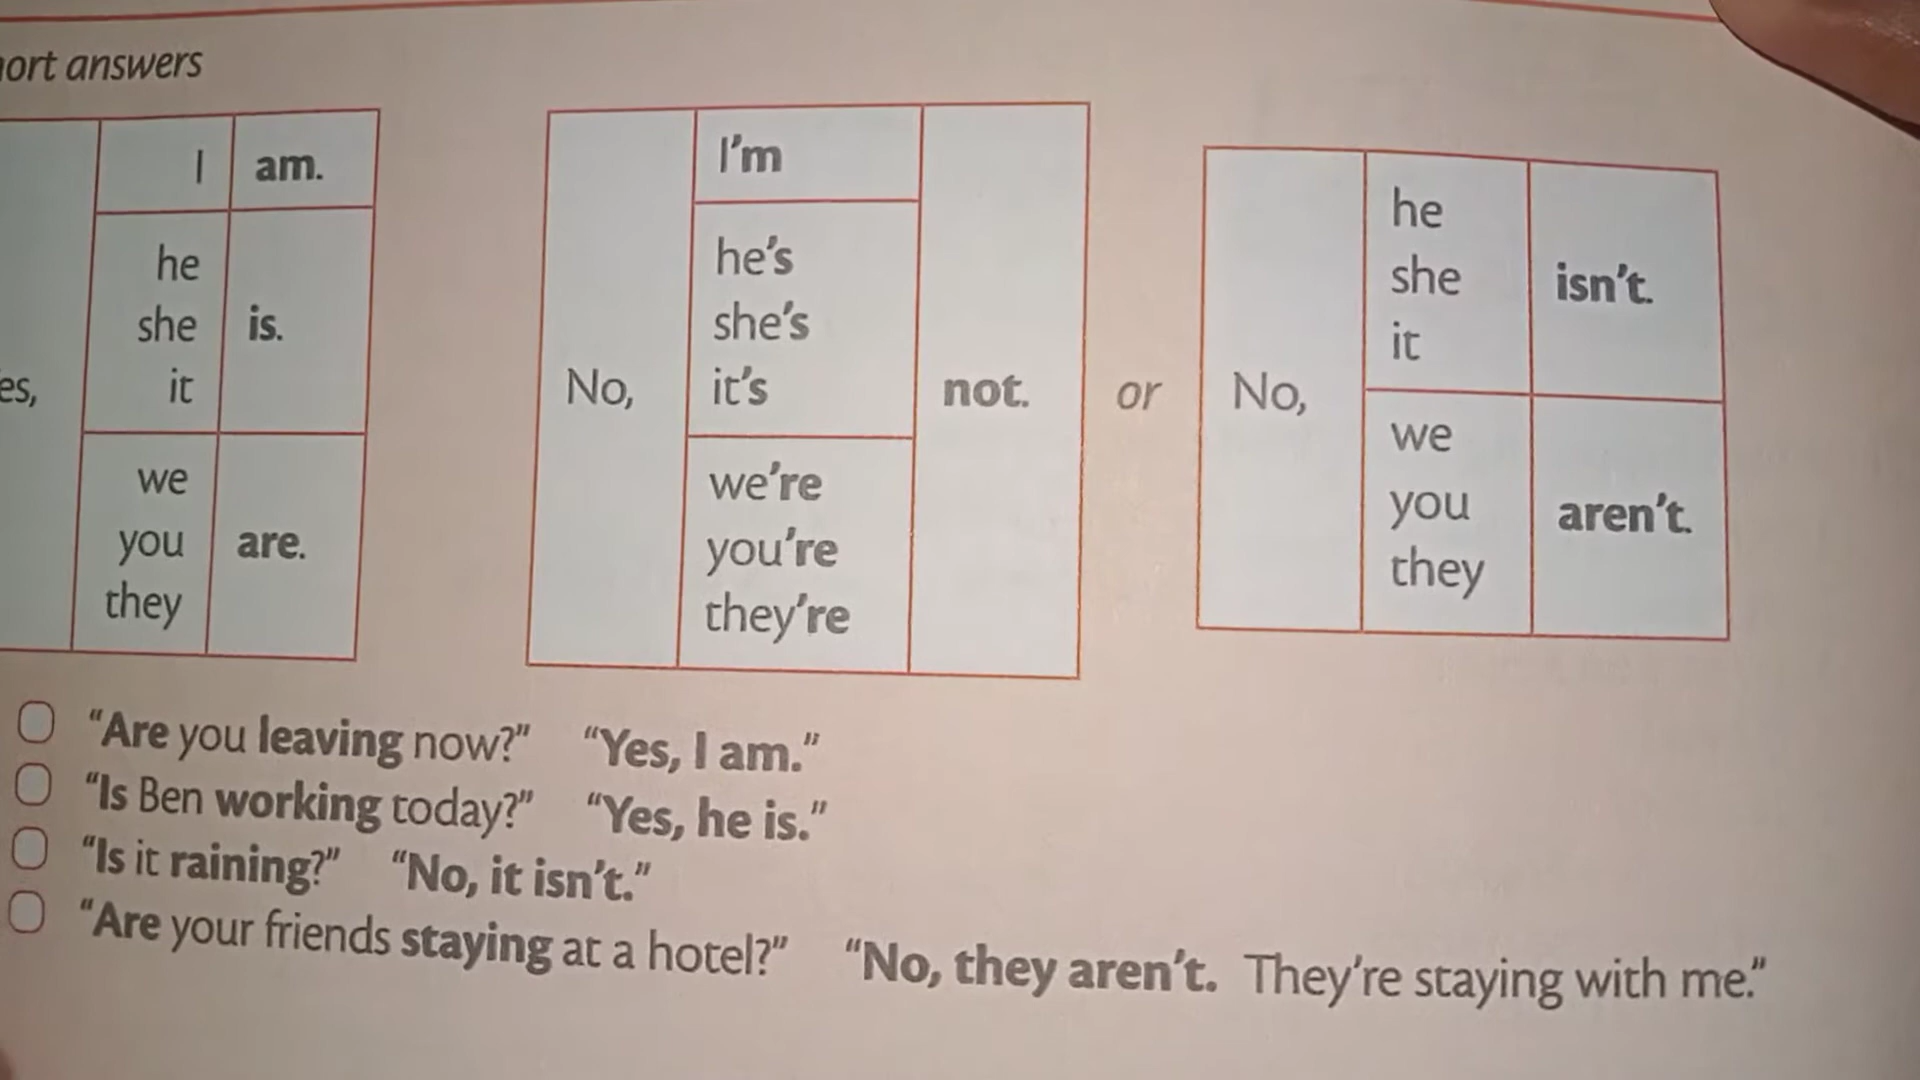 answers
I am.
he
she is.
it
we
you are.
they
No,
I'm
he's
she's
it's
we're
you're
they're
not.
or
No,
he
she
it
isn't.
we
you
they
aren't.
"Are you leaving now?" "Yes, I am."
"Is Ben working today?" "Yes, he is."
"Is it raining?" "No, it isn't."
"Are your friends staying at a hotel?" "No, they aren't. They're staying with me."